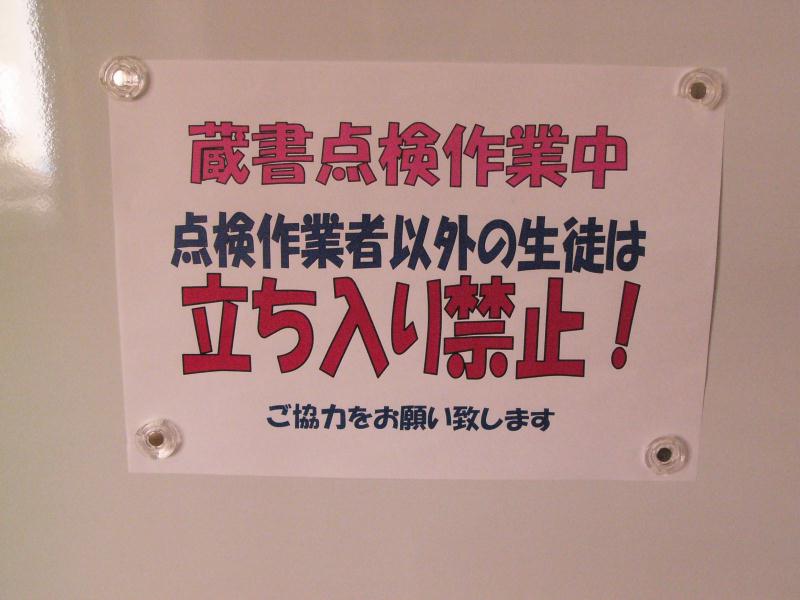 蔵書点検作業中
点検作業者以外の生徒は
立ち入り禁止！
ご協力をお願い致します